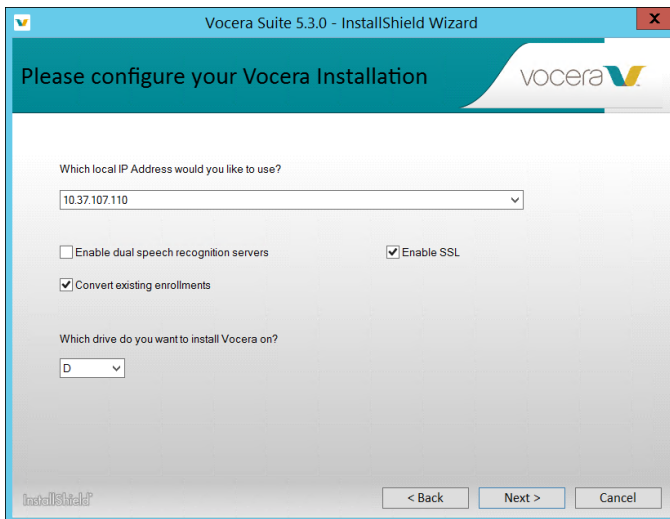 Vocera Suite 5.3.0 - InstallShield Wizard
X
Please configure your Vocera Installation
vocera
Which local IP Address would you like to use?
10.37.107.110
Enable dual speech recognition servers
Enable SSL
Convert existing enrollments
Which drive do you want to install Vocera on?
D
InstallShield
< Back
Next >
Cancel